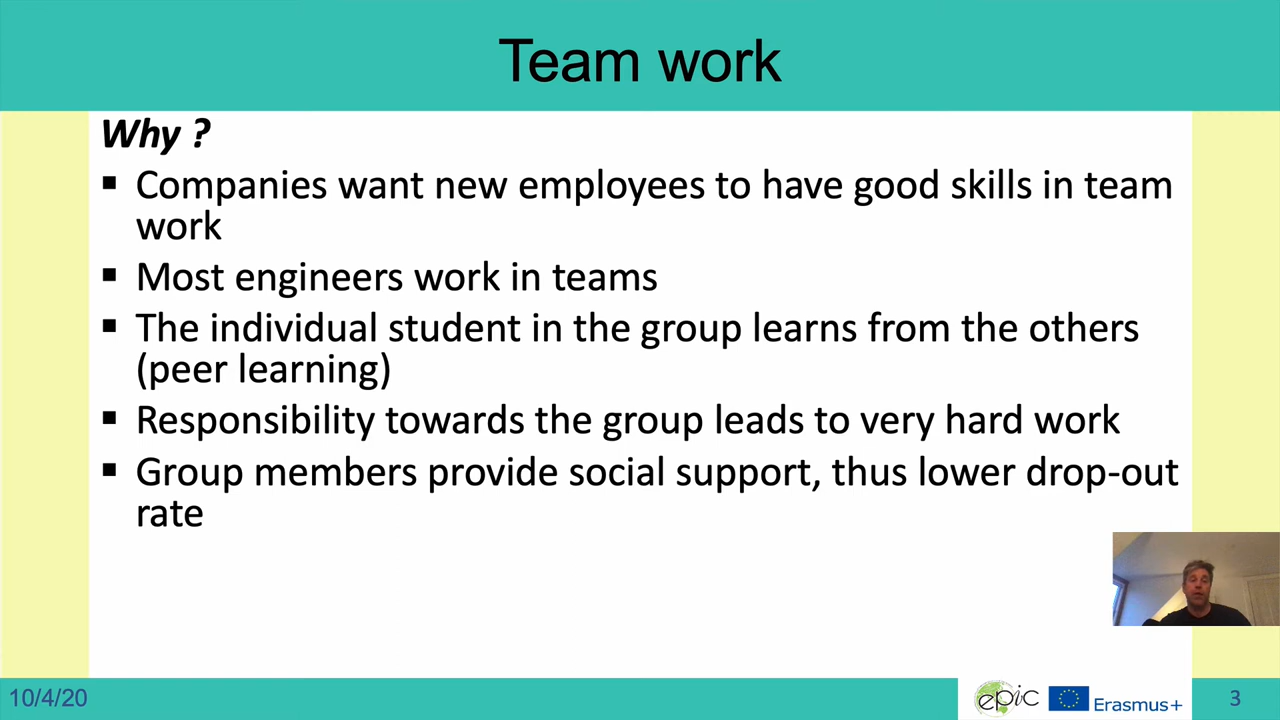 Team work
Why ?
▪ Companies want new employees to have good skills in team
work
▪ Most engineers work in teams
▪ The individual student in the group learns from the others
(peer learning)
▪ Responsibility towards the group leads to very hard work
▪ Group members provide social support, thus lower drop-out
rate
10/4/20
epic
Erasmus+
3